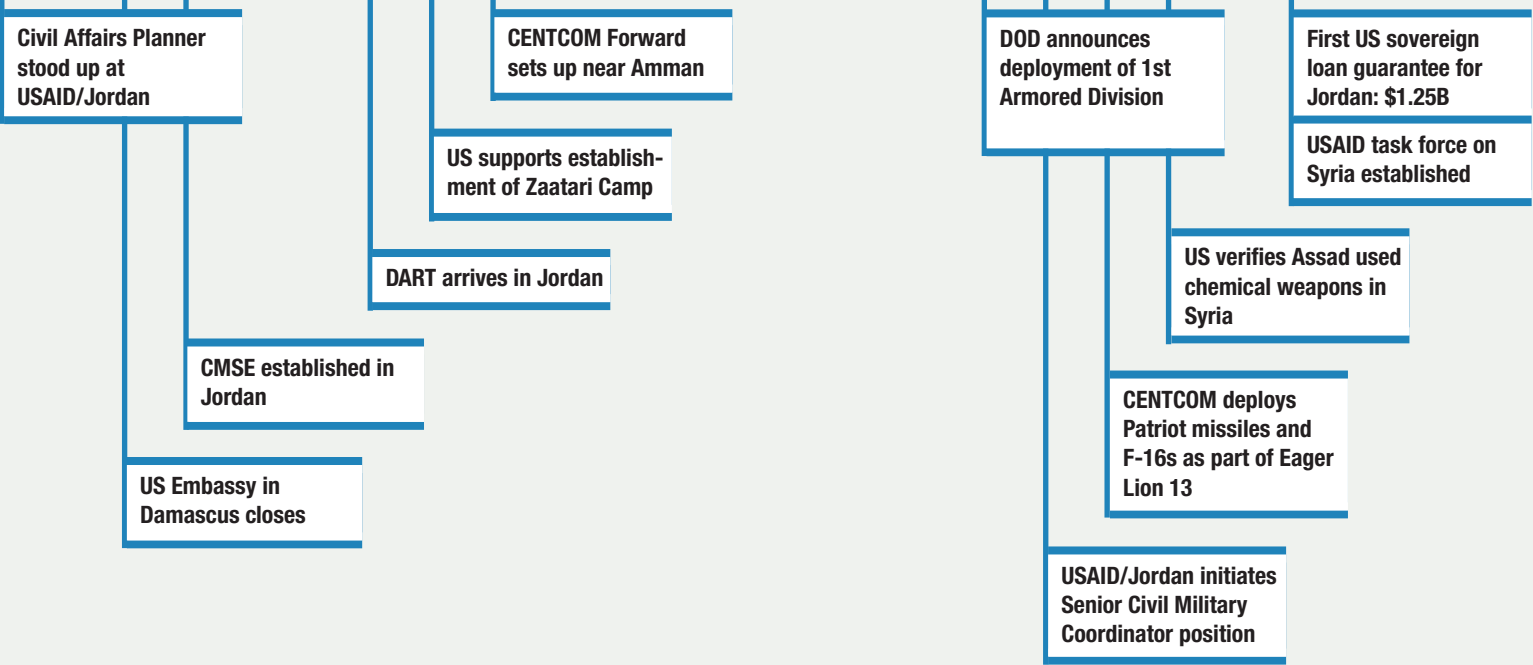 Civil Affairs Planner
stood up at
USAID/Jordan
CENTCOM Forward
sets up near Amman
US supports establish-
ment of Zaatari Camp
DART arrives in Jordan
CMSE established in
Jordan
US Embassy in
Damascus closes
DOD announces
deployment of 1st
Armored Division
First US sovereign
loan guarantee for
Jordan: $1.25B
USAID task force on
Syria established
US verifies Assad used
chemical weapons in
Syria
CENTCOM deploys
Patriot missiles and
F-16s as part of Eager
Lion 13
USAID/Jordan initiates
Senior Civil Military
Coordinator position